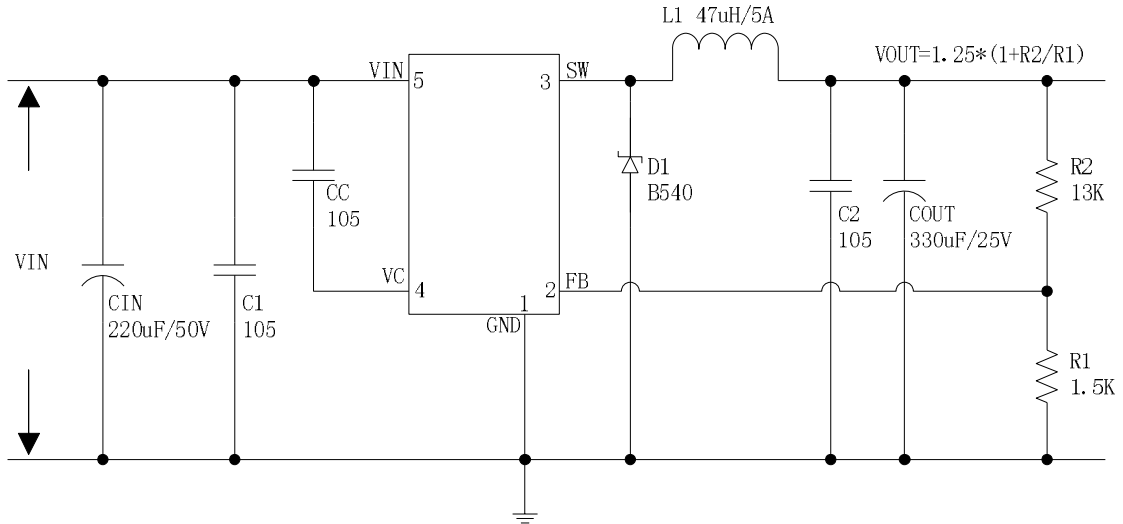 L1 47uH/5A
VOUT=1.25*(1+R2/R1)
VIN
5
3
SW
CC
105
D1
B540
R2
13K
C2
105
COUT
330uF/25V
VIN
VC
4
2
FB
CIN
220uF/50V
C1
105
1
GND
R1
1.5K